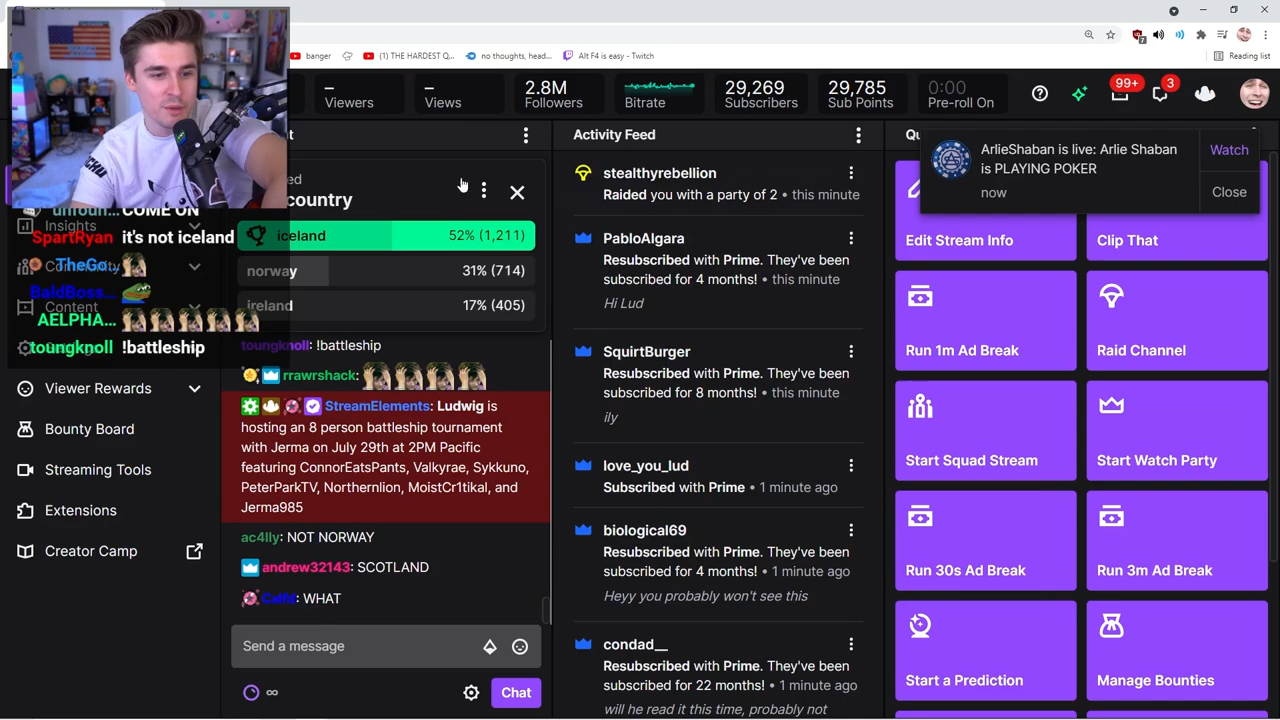 banger
(1) THE HARDEST Q...
no thoughts, head...
Alt F4 is easy - Twitch
Reading list
–
Viewers
–
Views
2.8M
Followers
Bitrate
29,269
Subscribers
29,785
Sub Points
0:00
Pre-roll On
99+
3
COME ON
SpartRyan it's not iceland
TheGo...
BaldBoss...
AELPHA...
toungknoll !battleship
Insights
Content
Viewer Rewards
Bounty Board
Streaming Tools
Extensions
Creator Camp
country
iceland 52% (1,211)
norway 31% (714)
ireland 17% (405)
toungknoll: !battleship
rrawrshack:
StreamElements: Ludwig is
hosting an 8 person battleship tournament
with Jerma on July 29th at 2PM Pacific
featuring ConnorEatsPants, Valkyrae, Sykkuno,
PeterParkTV, Northernlion, MoistCr1tikal, and
Jerma985
ac4lly: NOT NORWAY
andrew32143: SCOTLAND
WHAT
Send a message
∞
Chat
Activity Feed
stealthyrebellion
Raided you with a party of 2 • this minute
PabloAlgara
Resubscribed with Prime. They've been
subscribed for 4 months! • this minute
Hi Lud
SquirtBurger
Resubscribed with Prime. They've been
subscribed for 8 months! • this minute
ily
love_you_lud
Subscribed with Prime • 1 minute ago
biological69
Resubscribed with Prime. They've been
subscribed for 4 months! • 1 minute ago
Heyy you probably won't see this
condad__
Resubscribed with Prime. They've been
subscribed for 22 months! • 1 minute ago
will he read it this time, probably not
ArlieShaban is live: Arlie Shaban
is PLAYING POKER
now
Watch
Close
Edit Stream Info
Clip That
Run 1m Ad Break
Raid Channel
Start Squad Stream
Start Watch Party
Run 30s Ad Break
Run 3m Ad Break
Start a Prediction
Manage Bounties